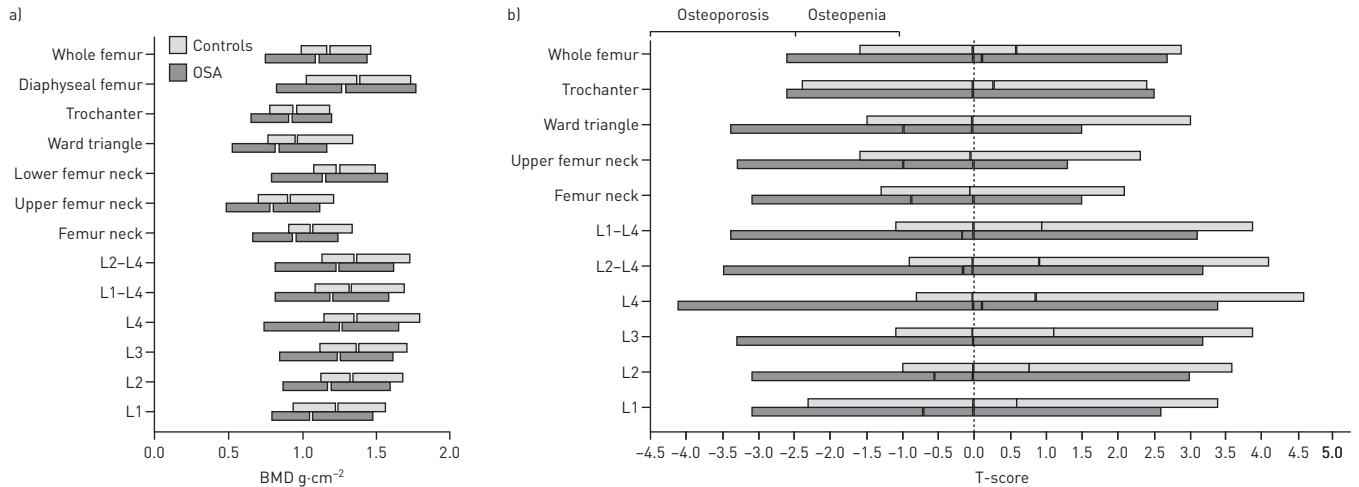 a)
Controls
OSA
Whole femur
Diaphyseal femur
Trochanter
Ward triangle
Lower femur neck
Upper femur neck
Femur neck
L2–L4
L1–L4
L4
L3
L2
L1
0.0 0.5 1.0 1.5 2.0
BMD g·cm⁻²
b)
Osteoporosis Osteopenia
Whole femur
Trochanter
Ward triangle
Upper femur neck
Femur neck
L1–L4
L2–L4
L4
L3
L2
L1
−4.5 −4.0 −3.5 −3.0 −2.5 −2.0 −1.5 −1.0 −0.5 0.0 0.5 1.0 1.5 2.0 2.5 3.0 3.5 4.0 4.5 5.0
T-score